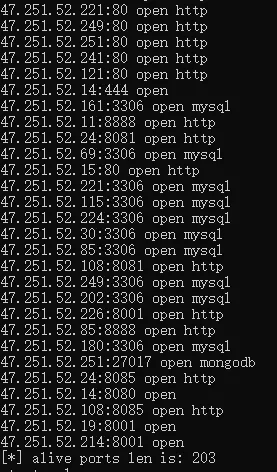 47.251.52.221:80 open http
47.251.52.249:80 open http
47.251.52.251:80 open http
47.251.52.241:80 open http
47.251.52.121:80 open http
47.251.52.14:444 open
47.251.52.161:3306 open mysql
47.251.52.11:8888 open http
47.251.52.24:8081 open http
47.251.52.69:3306 open mysql
47.251.52.15:80 open http
47.251.52.221:3306 open mysql
47.251.52.115:3306 open mysql
47.251.52.224:3306 open mysql
47.251.52.30:3306 open mysql
47.251.52.85:3306 open mysql
47.251.52.108:8081 open http
47.251.52.249:3306 open mysql
47.251.52.202:3306 open mysql
47.251.52.226:8001 open http
47.251.52.85:8888 open http
47.251.52.180:3306 open mysql
47.251.52.251:27017 open mongodb
47.251.52.24:8085 open http
47.251.52.14:8080 open
47.251.52.108:8085 open http
47.251.52.19:8001 open
47.251.52.214:8001 open
[*] alive ports len is: 203